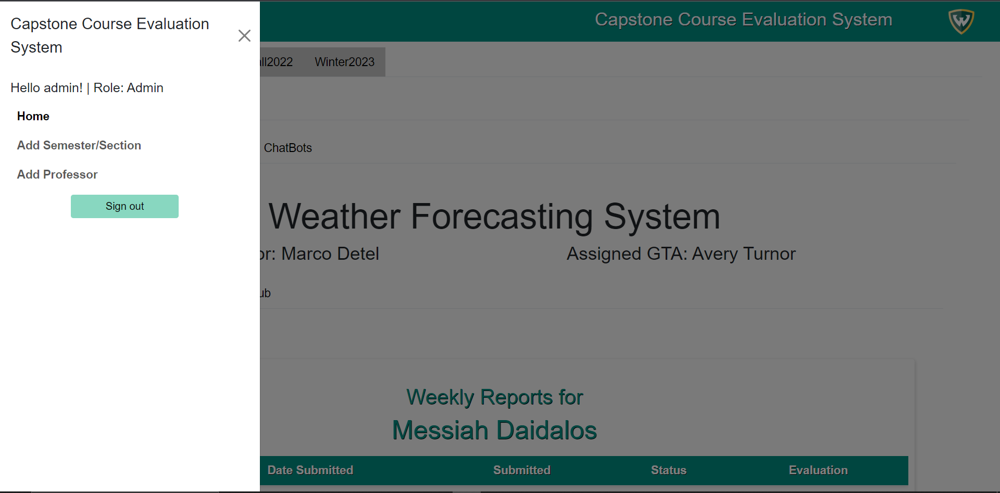 Capstone Course Evaluation
System
Hello admin! | Role: Admin
Home
Add Semester/Section
Add Professor
Sign out
Capstone Course Evaluation System
ll2022 Winter2023
ChatBots
Weather Forecasting System
or: Marco Detel Assigned GTA: Avery Turnor
ub
Weekly Reports for
Messiah Daidalos
Date Submitted Submitted Status Evaluation